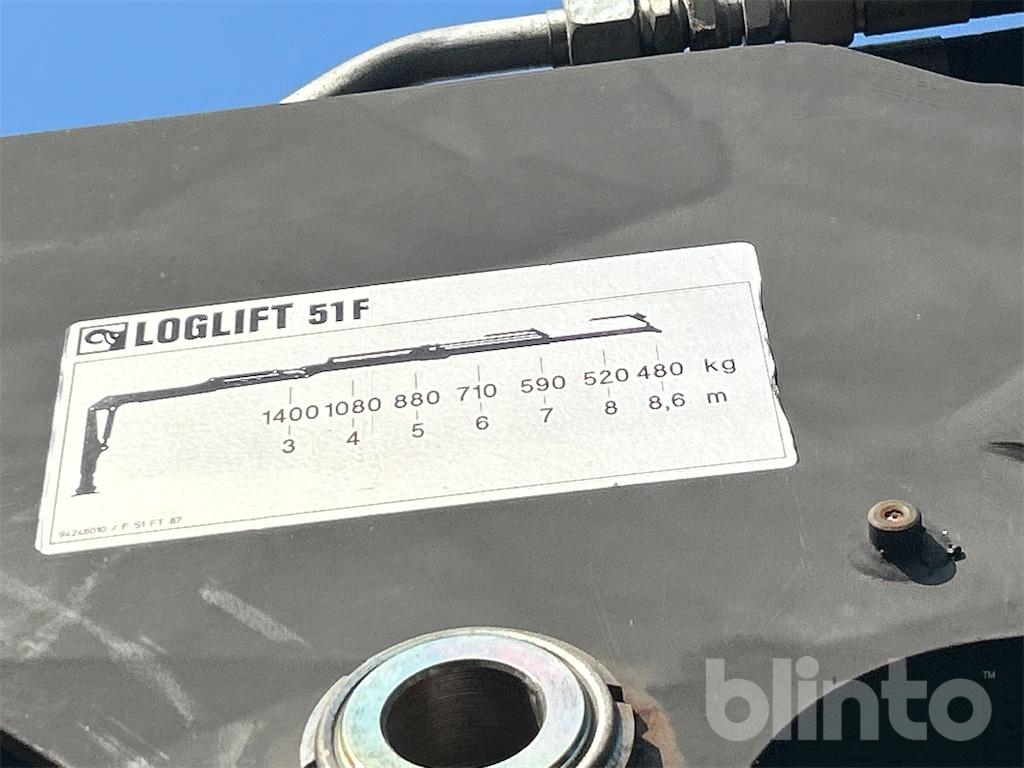 LOGLIFT 51F
1400 1080 880 710 590 520 480 kg
3 4 5 6 7 8 8,6 m
94248010 / F 51 FT 87
blinto™